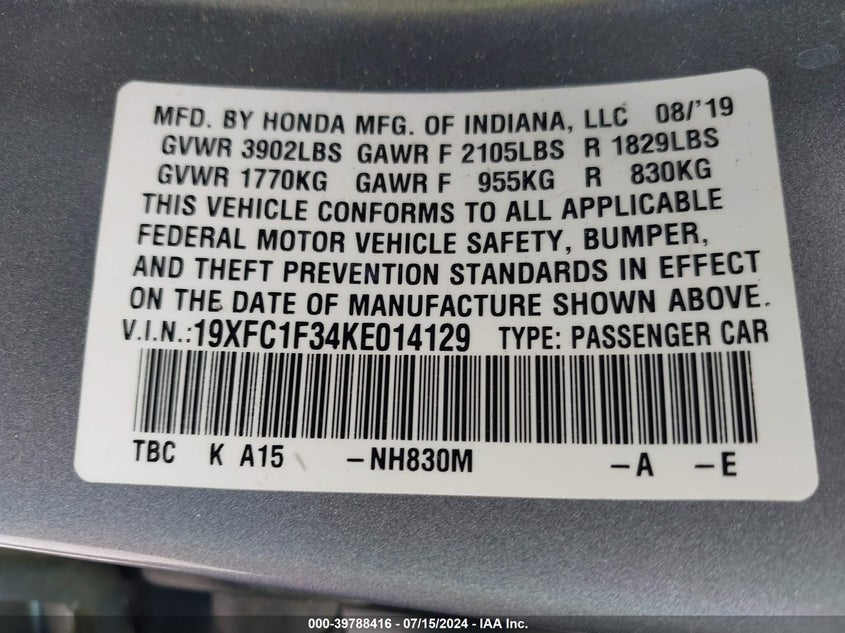 MFD. BY HONDA MFG. OF INDIANA, LLC 08/'19
GVWR 3902LBS GAWR F 2105LBS R 1829LBS
GVWR 1770KG GAWR F 955KG R 830KG
THIS VEHICLE CONFORMS TO ALL APPLICABLE
FEDERAL MOTOR VEHICLE SAFETY, BUMPER,
AND THEFT PREVENTION STANDARDS IN EFFECT
ON THE DATE OF MANUFACTURE SHOWN ABOVE.
V.I.N.:19XFC1F34KE014129 TYPE: PASSENGER CAR
TBC K A15 -NH830M -A -E
000-39788416 - 07/15/2024 - IAA Inc.